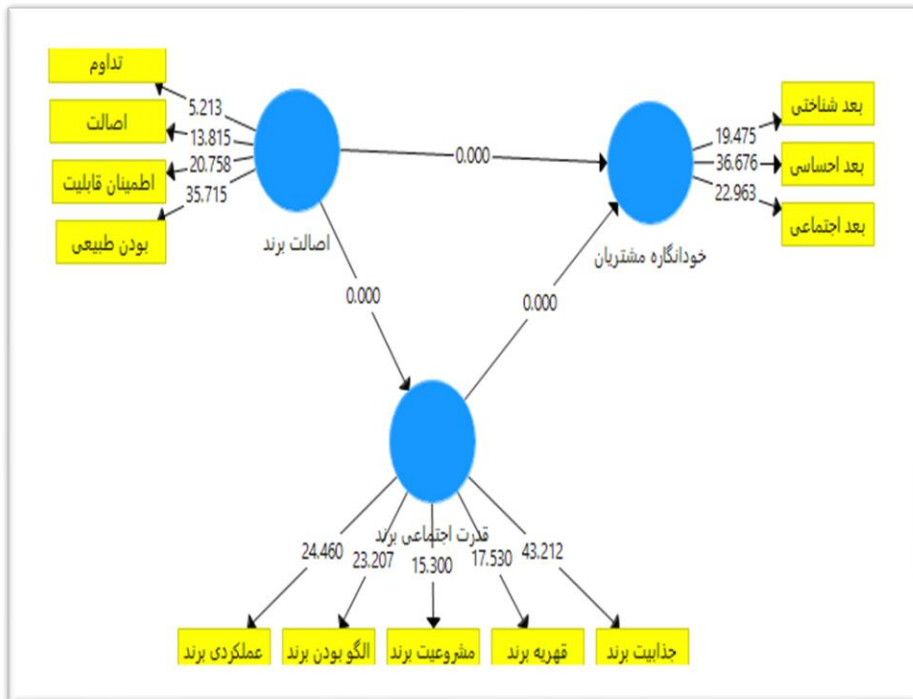 تداوم
5.213
اصالت
13.815
اطمینان قابلیت
20.758
بودن طبیعی
35.715
اصالت برند
0.000
بعد شناختی
19.475
بعد احساسی
36.676
بعد اجتماعی
22.963
خودانگاره مشتریان
0.000
0.000
قدرت اجتماعی برند
24.460
23.207
15.300
17.530
43.212
عملکردی برند
الگو بودن برند
مشروعیت برند
قهریه برند
جذابیت برند